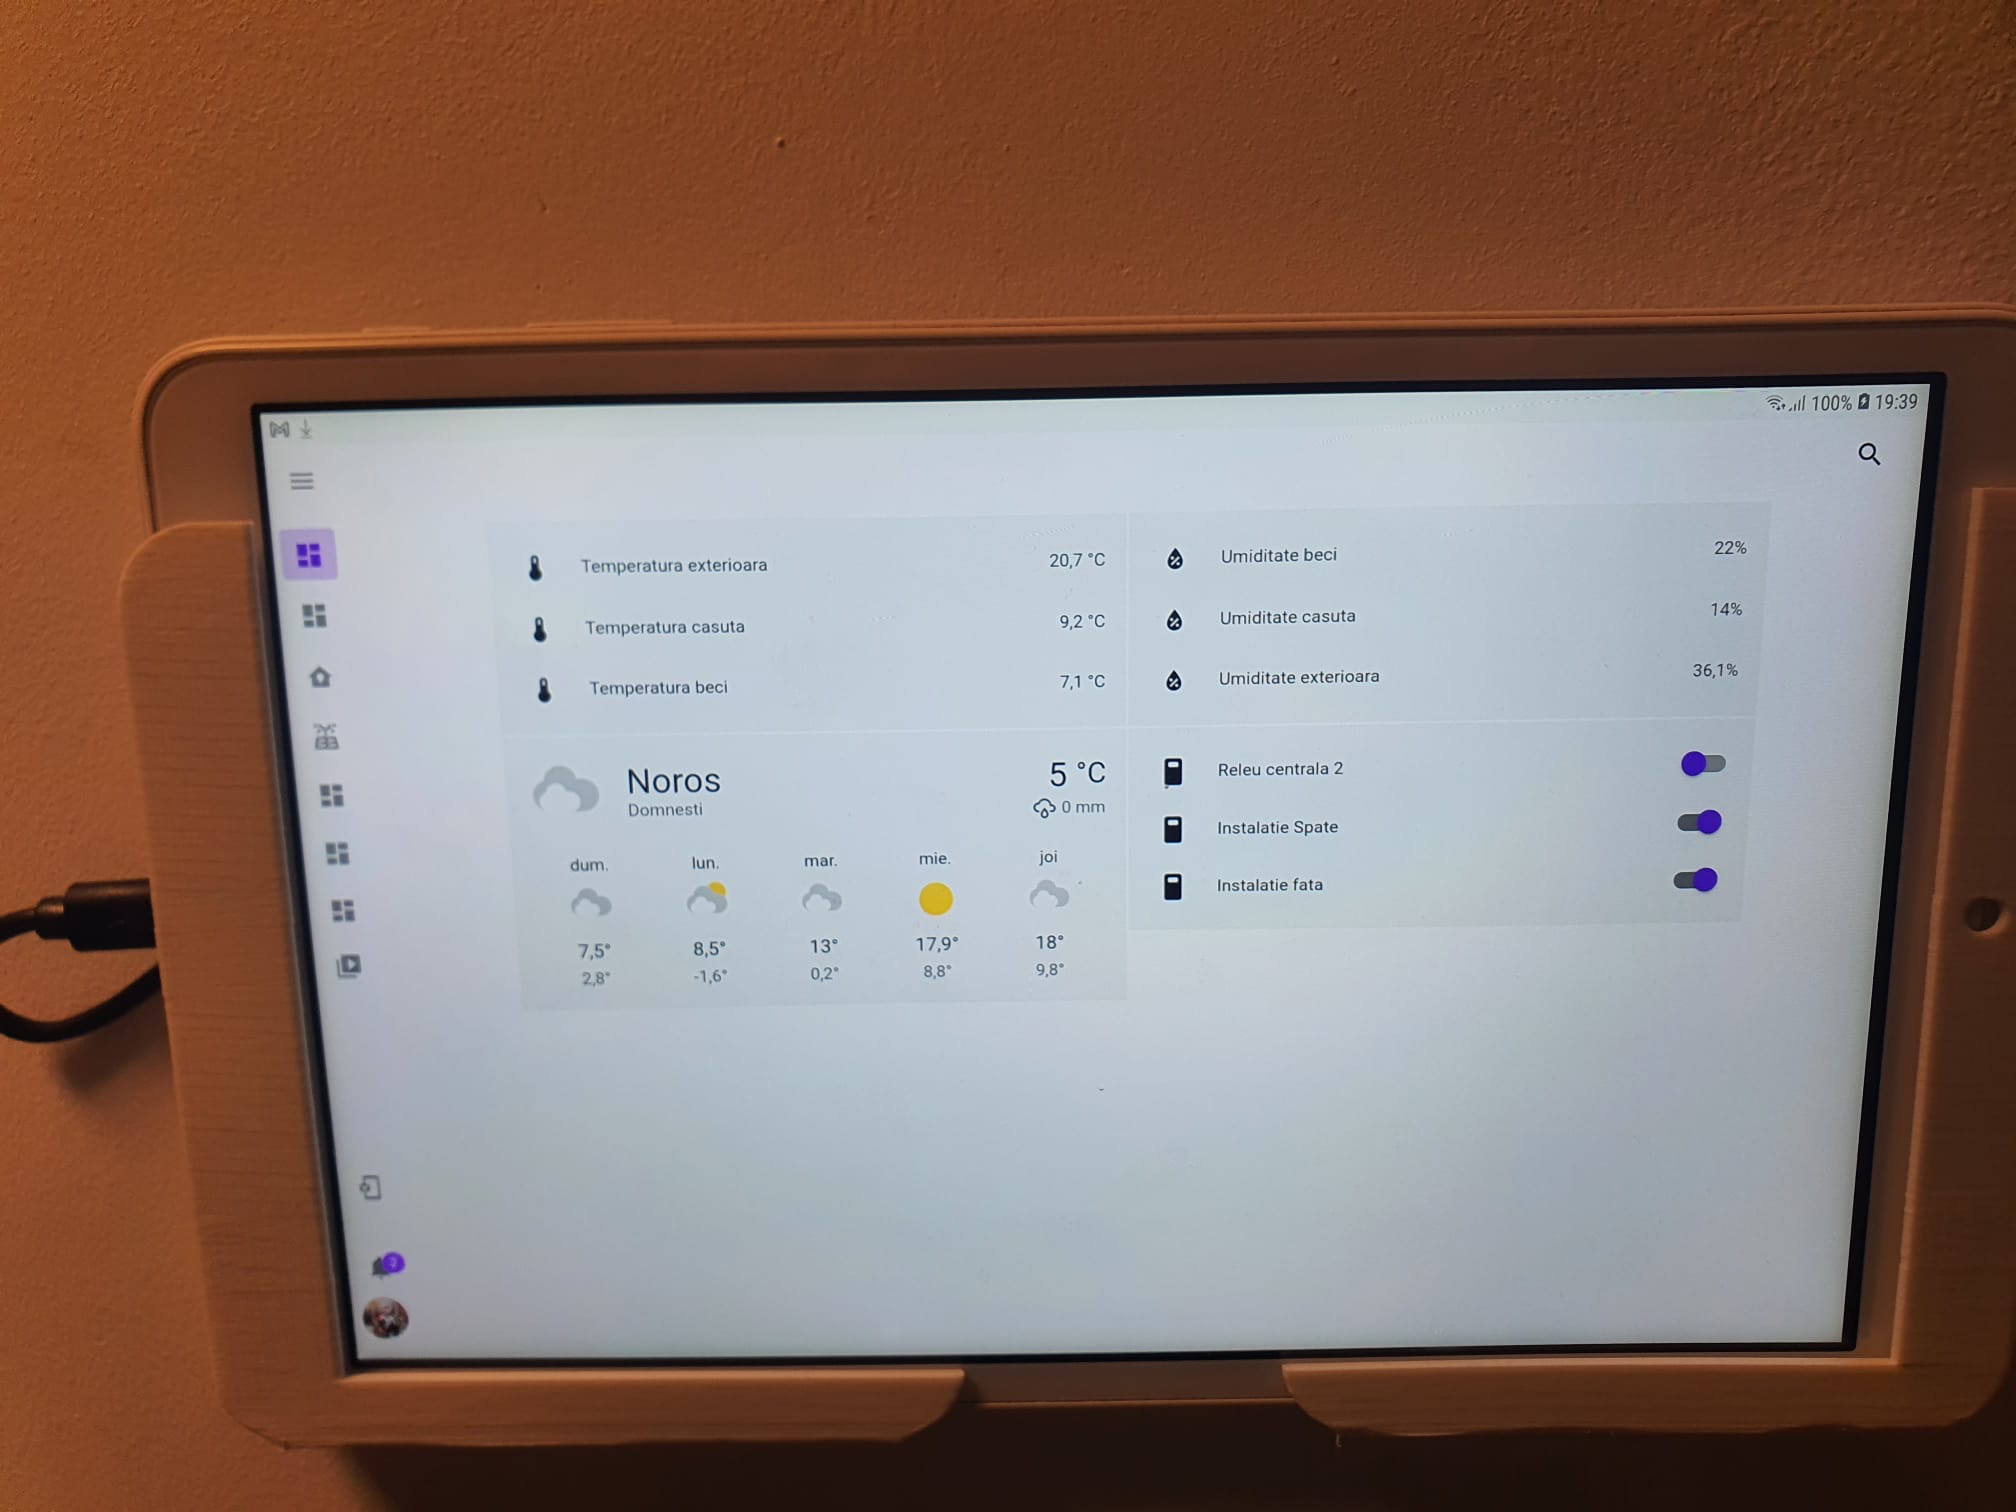 100% 19:39
Temperatura exterioara 20,7 °C
Temperatura casuta 9,2 °C
Temperatura beci 7,1 °C
Umiditate beci 22%
Umiditate casuta 14%
Umiditate exterioara 36,1%
Noros 5 °C
Domnesti 0 mm
dum. lun. mar. mie. joi
7,5° 8,5° 13° 17,9° 18°
2,8° -1,6° 0,2° 8,8° 9,8°
Releu centrala 2
Instalatie Spate
Instalatie fata